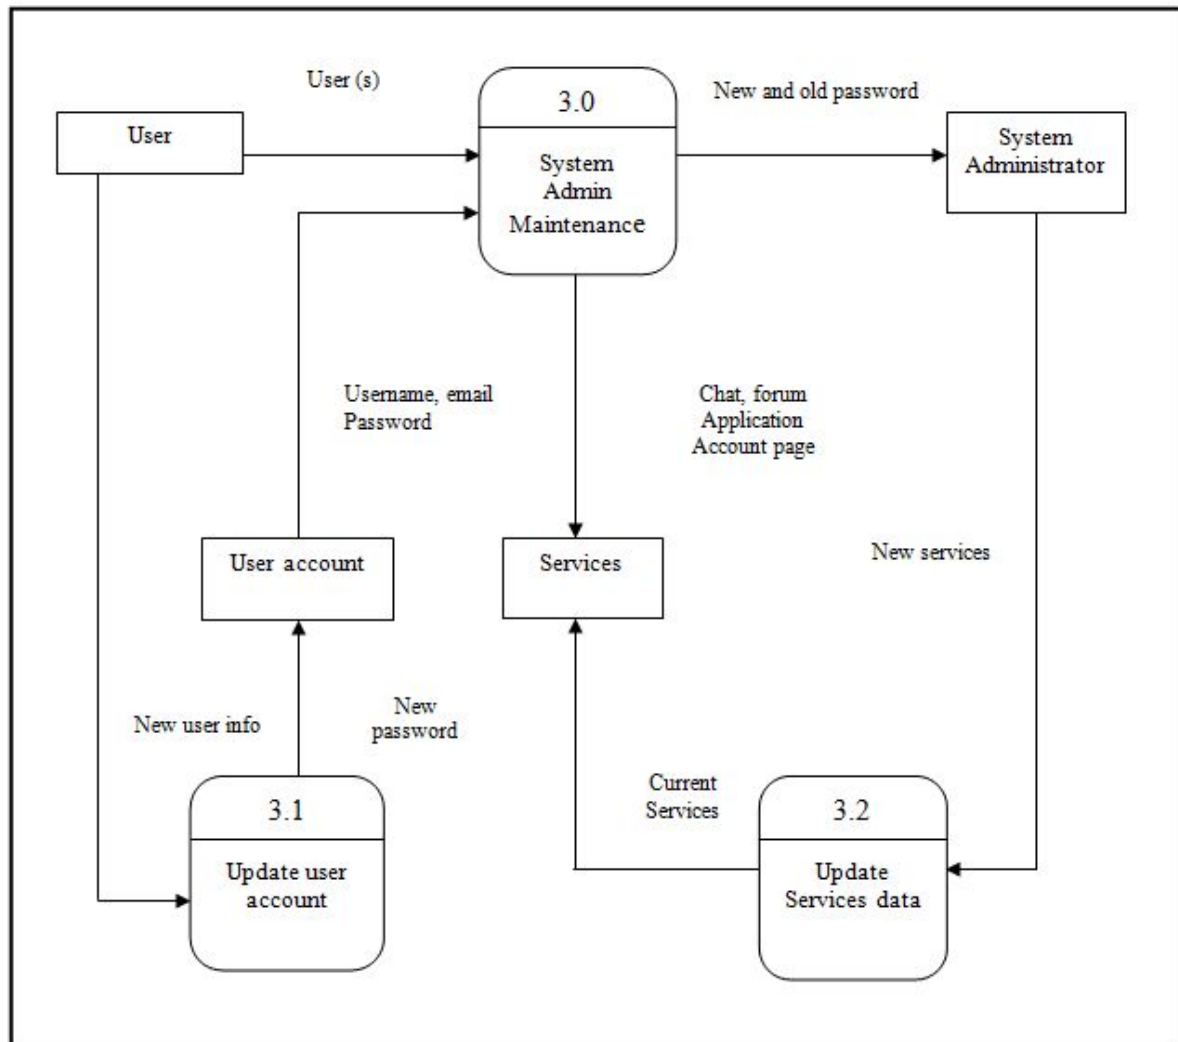 User (s)
3.0
New and old password
User
System
Admin
Maintenance
System
Administrator
Username, email
Password
Chat, forum
Application
Account page
User account
Services
New services
New user info
New
password
Current
Services
3.1
Update user
account
3.2
Update
Services data